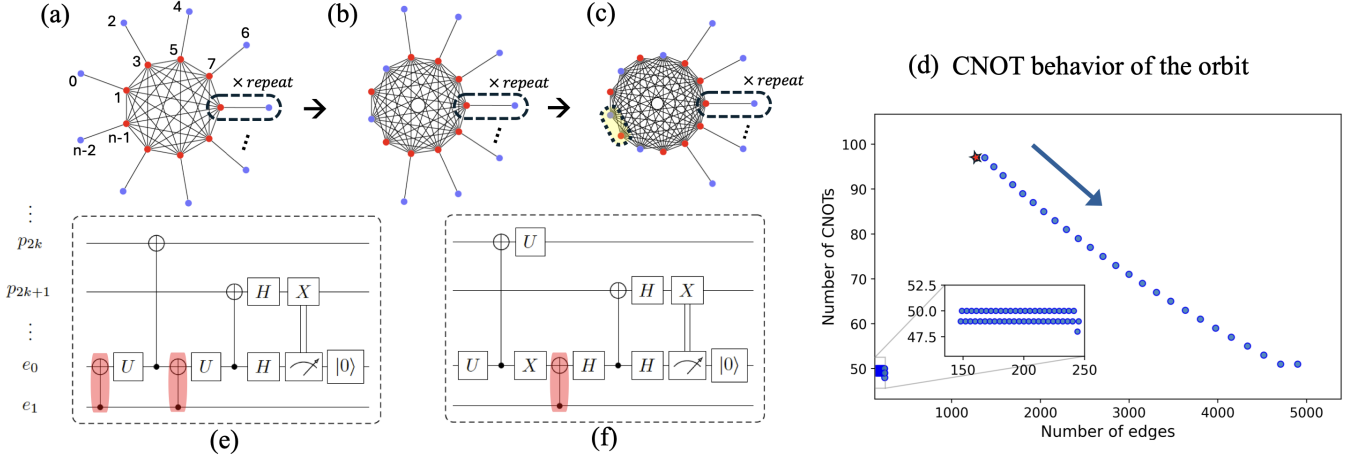 (a)
(b)
(c)
2
4
6
3
5
7
0
1
n-1
n-2
× repeat
× repeat
× repeat
(d) CNOT behavior of the orbit
Number of CNOTs
100
90
80
70
60
50
52.5
50.0
47.5
150
200
250
1000
2000
3000
4000
5000
Number of edges
p2k
p2k+1
e0
e1
U
U
H
X
H
|0⟩
(e)
U
H
X
U
X
H
H
|0⟩
(f)